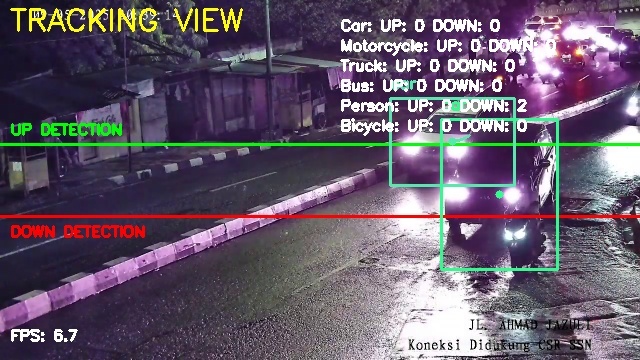 TRACKING VIEW
Car: UP: 0 DOWN: 0
Motorcycle: UP: 0 DOWN: 0
Truck: UP: 0 DOWN: 0
Bus: UP: 0 DOWN: 0
Person: UP: 0 DOWN: 2
Bicycle: UP: 0 DOWN: 0
UP DETECTION
DOWN DETECTION
FPS: 6.7
JL. AHMAD JAZULI
Koneksi Didukung CSR SSN